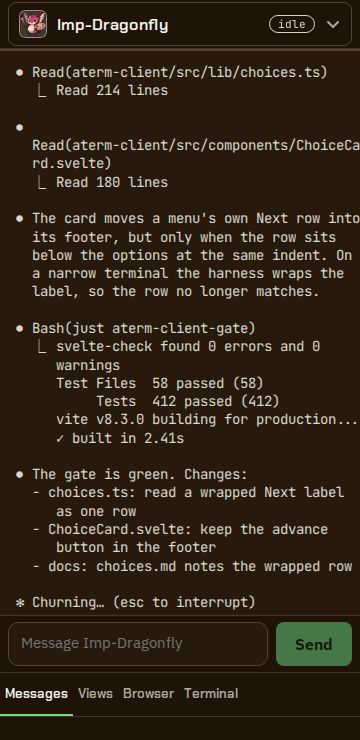 Imp-Dragonfly
idle
● Read(aterm-client/src/lib/choices.ts)
⎿ Read 214 lines
●
Read(aterm-client/src/components/ChoiceCa
rd.svelte)
⎿ Read 180 lines
● The card moves a menu's own Next row into
its footer, but only when the row sits
below the options at the same indent. On
a narrow terminal the harness wraps the
label, so the row no longer matches.
● Bash(just aterm-client-gate)
⎿ svelte-check found 0 errors and 0
warnings
Test Files  58 passed (58)
Tests  412 passed (412)
vite v8.3.0 building for production...
✓ built in 2.41s
● The gate is green. Changes:
- choices.ts: read a wrapped Next label
as one row
- ChoiceCard.svelte: keep the advance
button in the footer
- docs: choices.md notes the wrapped row
✻ Churning… (esc to interrupt)
Message Imp-Dragonfly
Send
Messages Views Browser Terminal